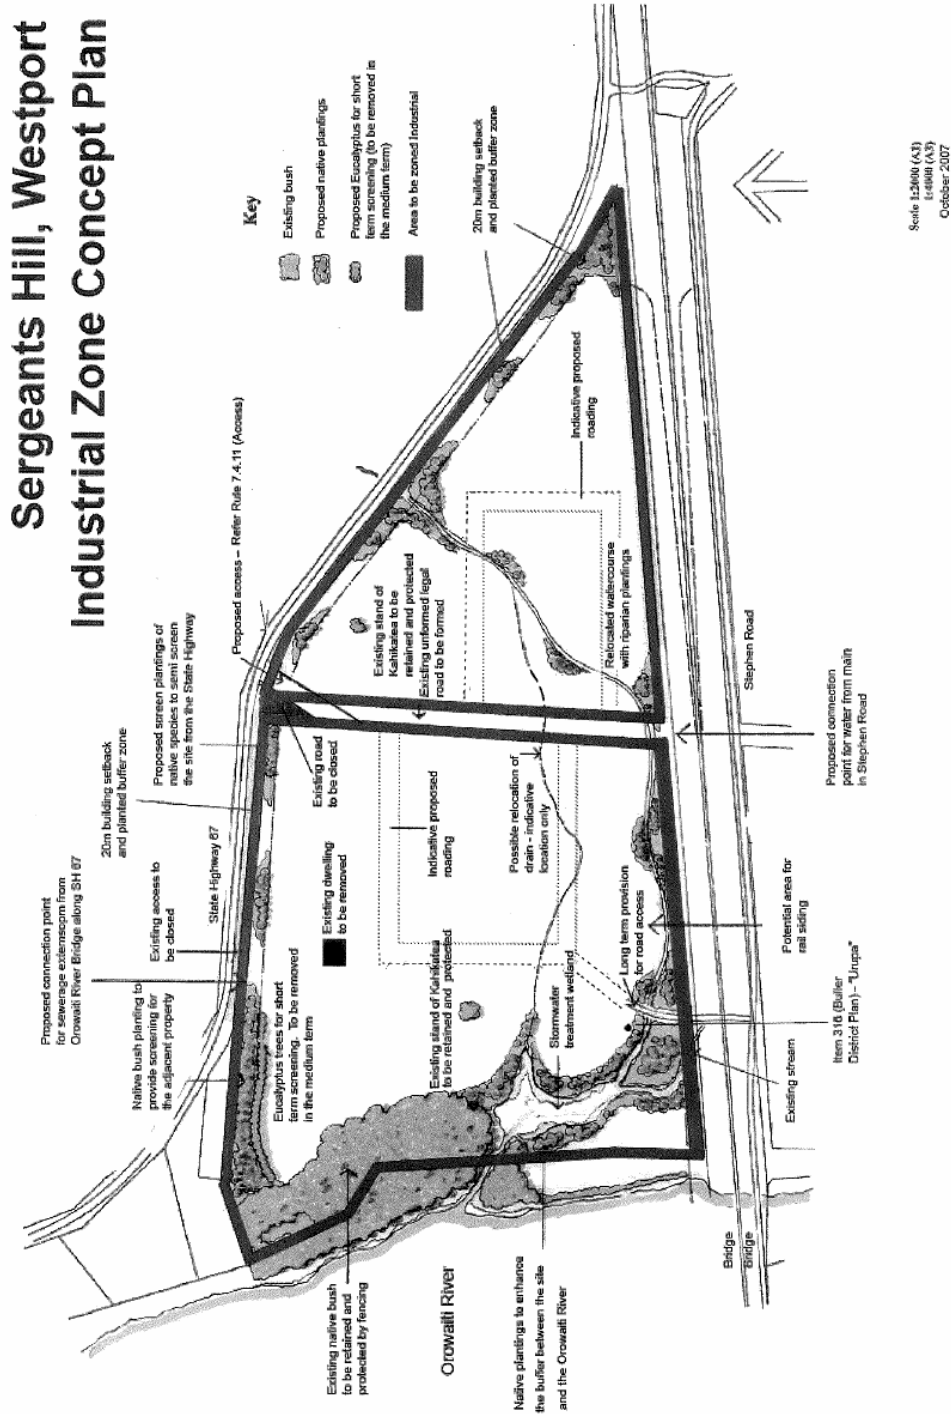 Sergeants Hill, Westport
Industrial Zone Concept Plan
Key
Existing bush
Proposed native plantings
Proposed Eucalyptus for short
term screening (to be removed in
the medium term)
Area to be zoned Industrial
Proposed connection point
for sewerage extemsopm from
Orowaiti River Bridge along SH 67
20m building setback
and planted buffer zone
Proposed screen plantings of
native species to semi screen
the site from the State Highway
Proposed access – Refer Rule 7.4.11 (Access)
20m building setback
and planted buffer zone
Native bush planting to
provide screening for
the adjacent property
Existing access to
be closed
State Highway 67
Eucalyptus trees for short
term screening. To be removed
in the medium term
Existing dwelling
to be removed
Existing road
to be closed
Existing stand of
Kahikatea to be
retained and protected
Existing unformed legal
road to be formed
Indicative proposed
roading
Indicative proposed
roading
Existing stand of Kahikatea
to be retained and protected
Possible relocation of
drain - indicative
location only
Relocated watercourse
with riparian plantings
Stormwater
treatment wetland
Long term provision
for road access
Existing native bush
to be retained and
protected by fencing
Orowaiti River
Native plantings to enhance
the buffer between the site
and the Orowaiti River
Bridge
Bridge
Existing stream
Item 316 (Buller
District Plan) – "Urupa"
Potential area for
rail siding
Proposed connection
point for water from main
in Stephen Road
Stephen Road
Scale 1:2000 (A1)
1:4000 (A3)
October 2007